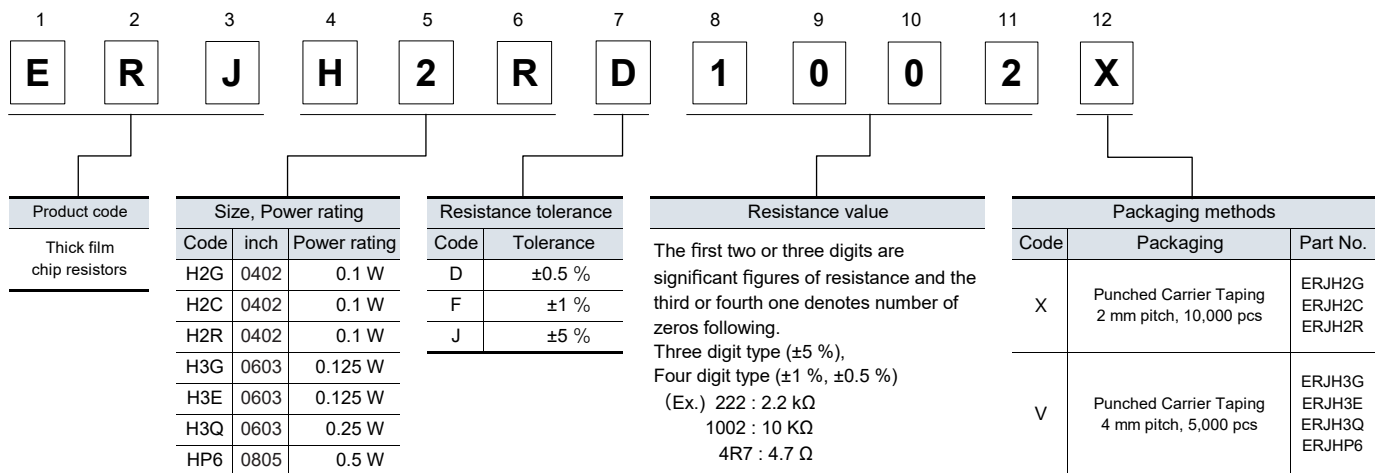 1 2 3 4 5 6 7 8 9 10 11 12
E R J H 2 R D 1 0 0 2 X
Product code
Thick film
chip resistors
Size, Power rating
Code inch Power rating
H2G 0402 0.1 W
H2C 0402 0.1 W
H2R 0402 0.1 W
H3G 0603 0.125 W
H3E 0603 0.125 W
H3Q 0603 0.25 W
HP6 0805 0.5 W
Resistance tolerance
Code Tolerance
D ±0.5 %
F ±1 %
J ±5 %
Resistance value
The first two or three digits are
significant figures of resistance and the
third or fourth one denotes number of
zeros following.
Three digit type (±5 %),
Four digit type (±1 %, ±0.5 %)
(Ex.) 222 : 2.2 kΩ
1002 : 10 KΩ
4R7 : 4.7 Ω
Packaging methods
Code Packaging Part No.
X
Punched Carrier Taping
2 mm pitch, 10,000 pcs
ERJH2G
ERJH2C
ERJH2R
V
Punched Carrier Taping
4 mm pitch, 5,000 pcs
ERJH3G
ERJH3E
ERJH3Q
ERJHP6